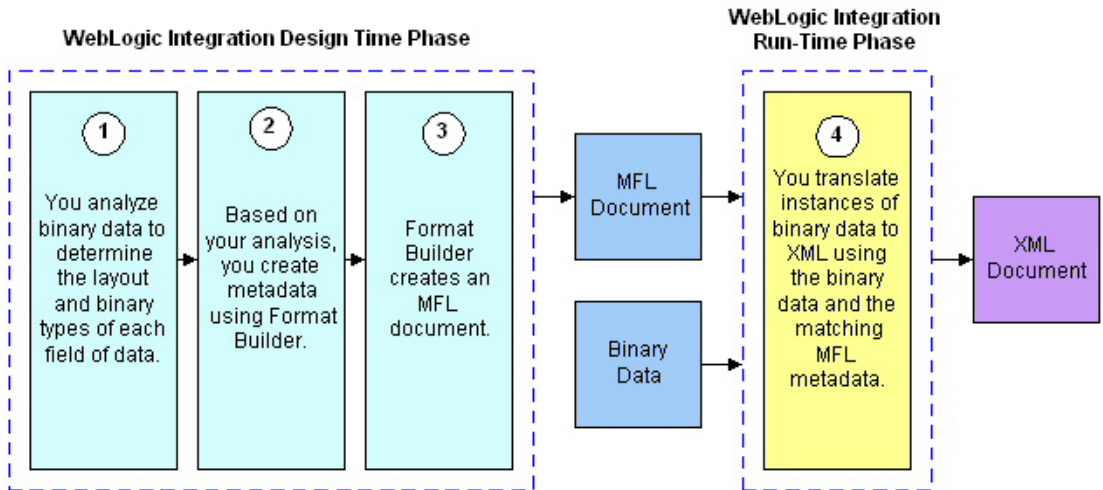 WebLogic Integration Design Time Phase
WebLogic Integration
Run-Time Phase
1
You analyze
binary data to
determine
the layout
and binary
types of each
field of data.
2
Based on
your analysis,
you create
metadata
using Format
Builder.
3
Format
Builder
creates an
MFL
document.
MFL
Document
Binary
Data
4
You translate
instances of
binary data to
XML using
the binary
data and the
matching
MFL
metadata.
XML
Document